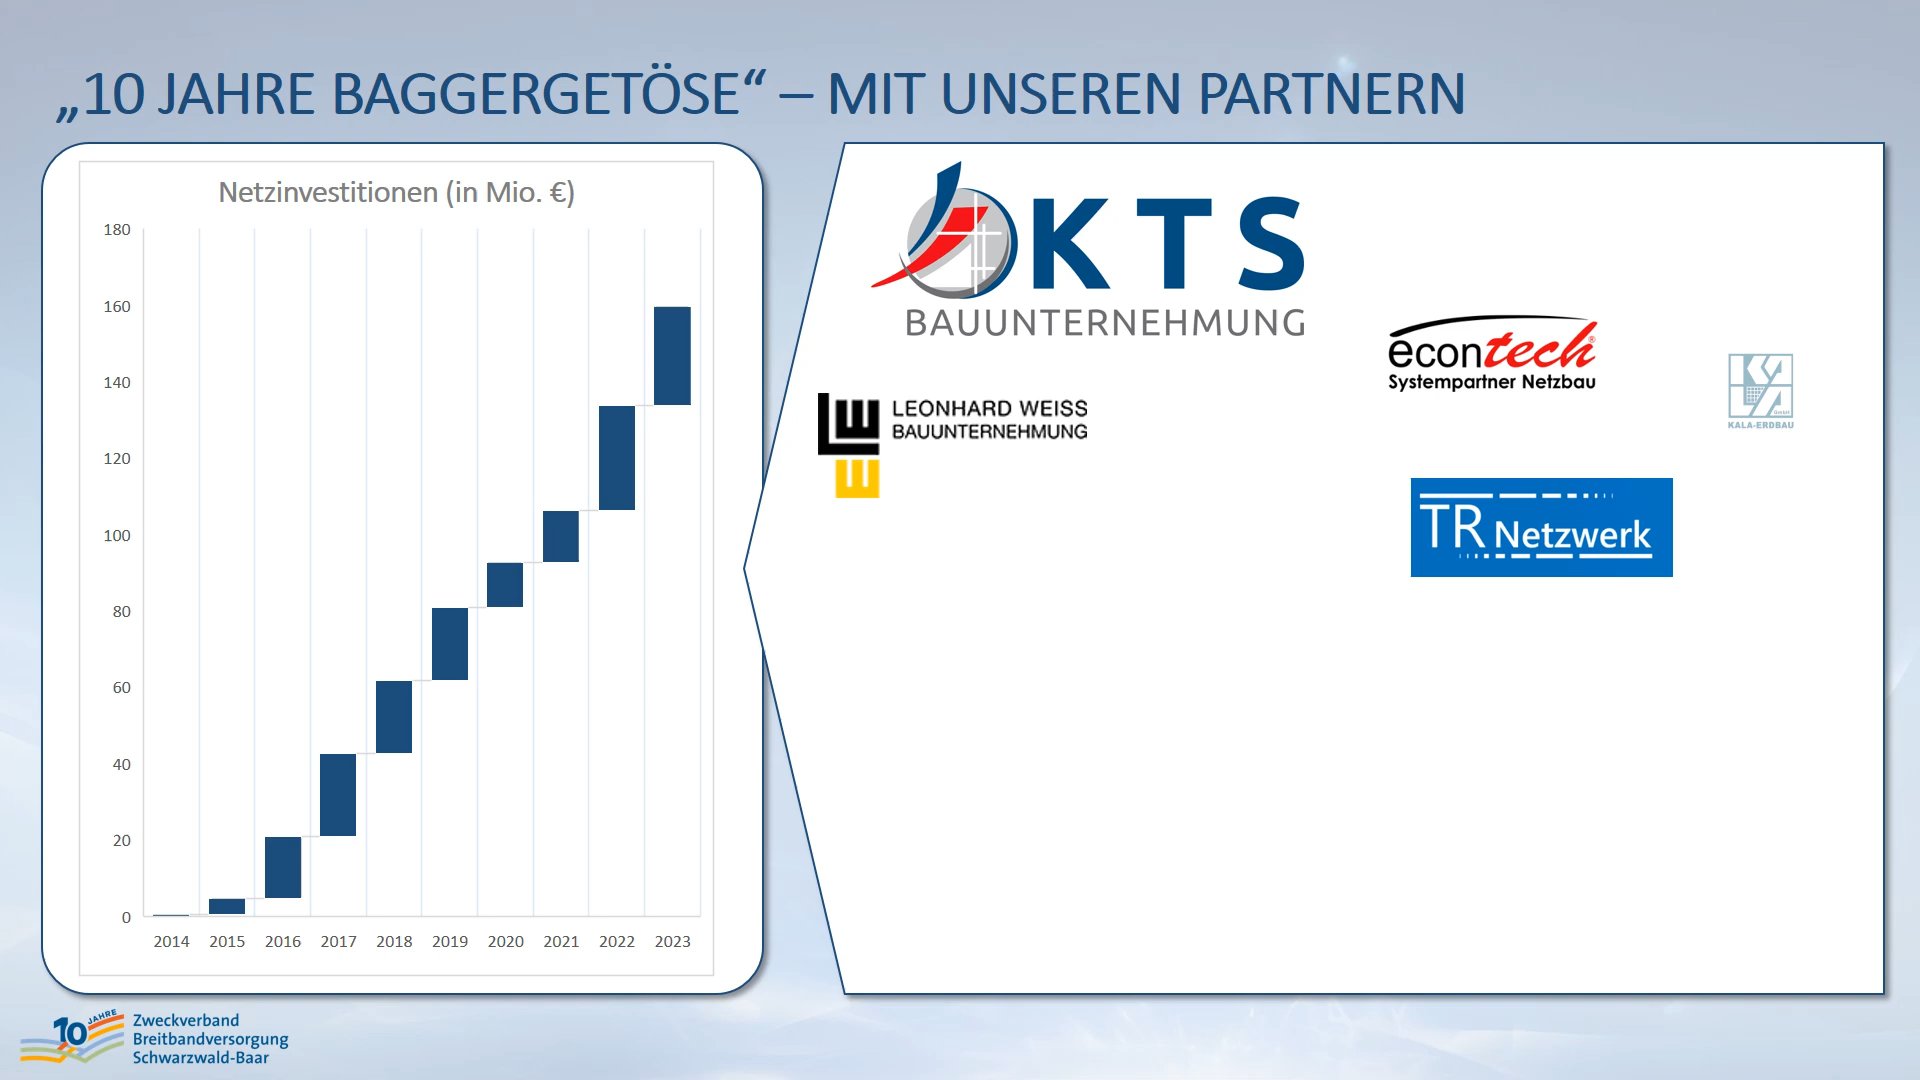 „10 JAHRE BAGGERGETÖSE“ – MIT UNSEREN PARTNERN
Netzinvestitionen (in Mio. €)
180
160
140
120
100
80
60
40
20
0
2014 2015 2016 2017 2018 2019 2020 2021 2022 2023
KTS
BAUUNTERNEHMUNG
LEONHARD WEISS
BAUUNTERNEHMUNG
econtech®
Systempartner Netzbau
KALA
GmbH
KALA-ERDBAU
TR Netzwerk
10 JAHRE
Zweckverband
Breitbandversorgung
Schwarzwald-Baar